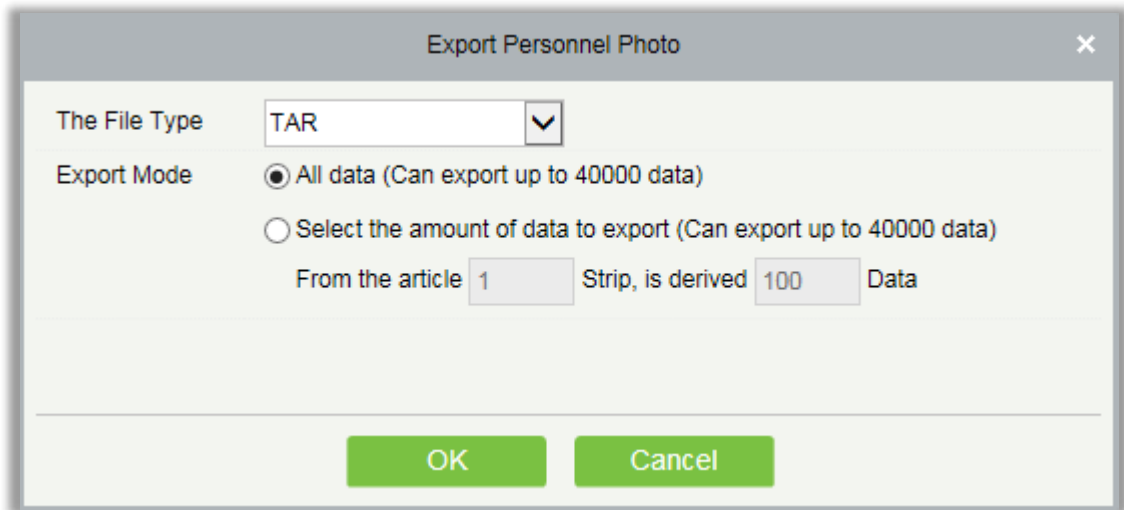 Export Personnel Photo ×
The File Type TAR
Export Mode All data (Can export up to 40000 data)
Select the amount of data to export (Can export up to 40000 data)
From the article 1 Strip, is derived 100 Data
OK Cancel